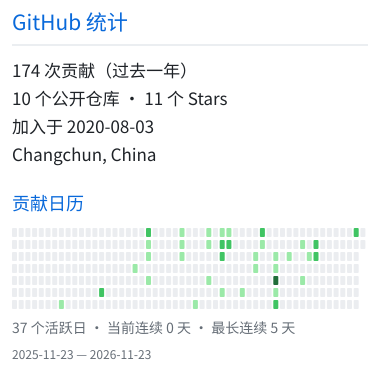 GitHub 统计
174 次贡献（过去一年）
10 个公开仓库 · 11 个 Stars
加入于 2020-08-03
Changchun, China
贡献日历
37 个活跃日 · 当前连续 0 天 · 最长连续 5 天
2025-11-23 — 2026-11-23